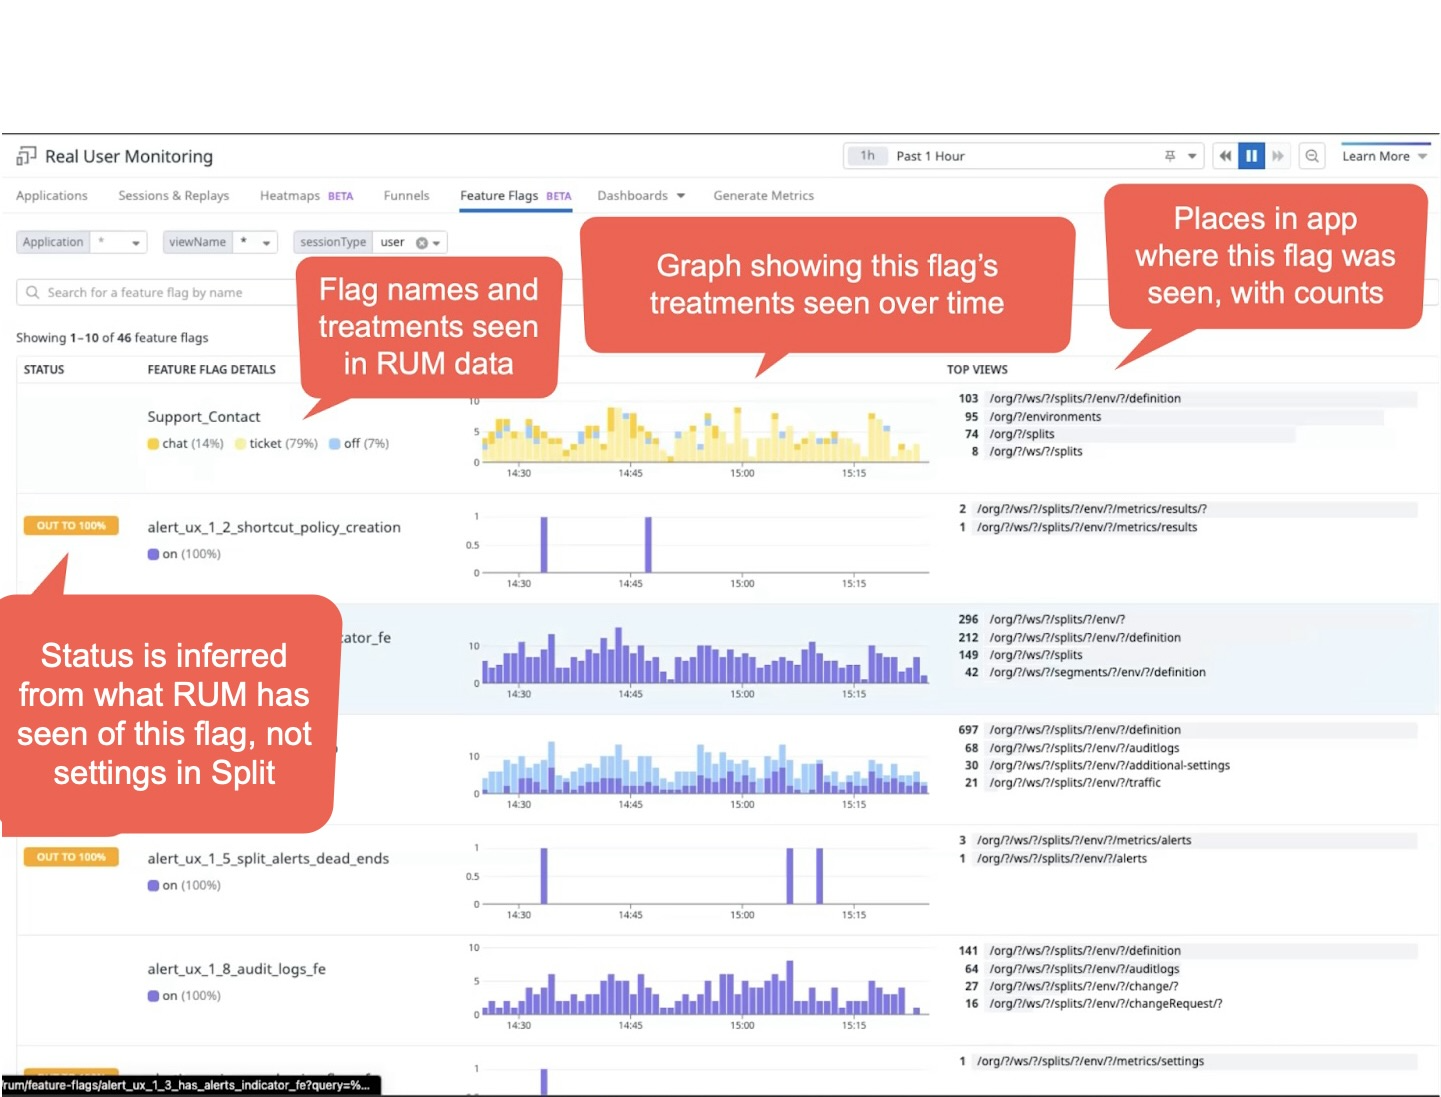 Real User Monitoring
1h Past 1 Hour
Learn More
Applications Sessions & Replays Heatmaps BETA Funnels Feature Flags BETA Dashboards Generate Metrics
Application * viewName * sessionType user
Search for a feature flag by name
Flag names and
treatments seen
in RUM data
Graph showing this flag's
treatments seen over time
Places in app
where this flag was
seen, with counts
Showing 1–10 of 46 feature flags
STATUS FEATURE FLAG DETAILS TOP VIEWS
Support_Contact
chat (14%) ticket (79%) off (7%)
10
5
0
14:30 14:45 15:00 15:15
103 /org/?/ws/?/splits/?/env/?/definition
95 /org/?/environments
74 /org/?/splits
8 /org/?/ws/?/splits
OUT TO 100%
alert_ux_1_2_shortcut_policy_creation
on (100%)
1
0.5
0
14:30 14:45 15:00 15:15
2 /org/?/ws/?/splits/?/env/?/metrics/results/?
1 /org/?/ws/?/splits/?/env/?/metrics/results
Status is inferred
from what RUM has
seen of this flag, not
settings in Split
cator_fe
10
0
14:30 14:45 15:00 15:15
296 /org/?/ws/?/splits/?/env/?
212 /org/?/ws/?/splits/?/env/?/definition
149 /org/?/ws/?/splits
42 /org/?/ws/?/segments/?/env/?/definition
10
0
14:30 14:45 15:00 15:15
697 /org/?/ws/?/splits/?/env/?/definition
68 /org/?/ws/?/splits/?/env/?/auditlogs
30 /org/?/ws/?/splits/?/env/?/additional-settings
21 /org/?/ws/?/splits/?/env/?/traffic
OUT TO 100%
alert_ux_1_5_split_alerts_dead_ends
on (100%)
1
0.5
0
14:30 14:45 15:00 15:15
3 /org/?/ws/?/splits/?/env/?/metrics/alerts
1 /org/?/ws/?/splits/?/env/?/alerts
alert_ux_1_8_audit_logs_fe
on (100%)
10
5
0
14:30 14:45 15:00 15:15
141 /org/?/ws/?/splits/?/env/?/definition
64 /org/?/ws/?/splits/?/env/?/auditlogs
27 /org/?/ws/?/splits/?/env/?/change/?
16 /org/?/ws/?/splits/?/env/?/changeRequest/?
1
1 /org/?/ws/?/splits/?/env/?/metrics/settings
/rum/feature-flags/alert_ux_1_3_has_alerts_indicator_fe?query=%...